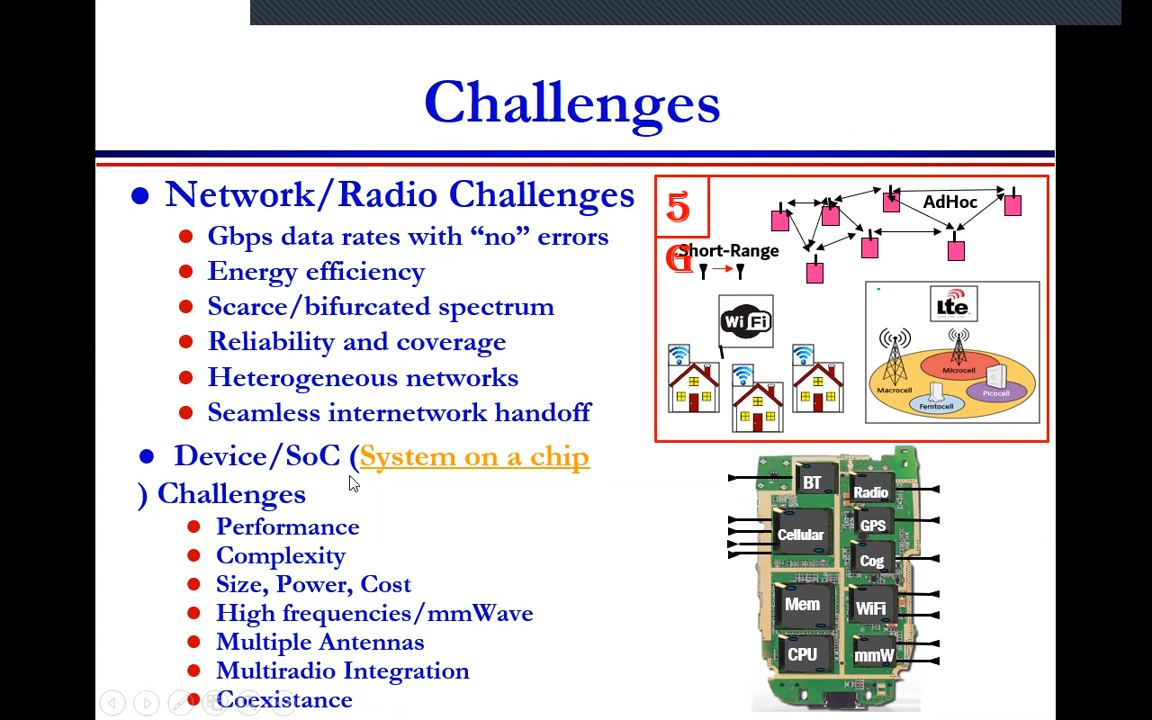 Challenges
Network/Radio Challenges
Gbps data rates with “no” errors
Energy efficiency
Scarce/bifurcated spectrum
Reliability and coverage
Heterogeneous networks
Seamless internetwork handoff
Device/SoC (System on a chip
) Challenges
Performance
Complexity
Size, Power, Cost
High frequencies/mmWave
Multiple Antennas
Multiradio Integration
Coexistance
5
G
AdHoc
Short-Range
Wi Fi
Lte
Macrocell
Microcell
Femtocell
Picocell
BT
Radio
Cellular
GPS
Cog
Mem
WiFi
CPU
mmW